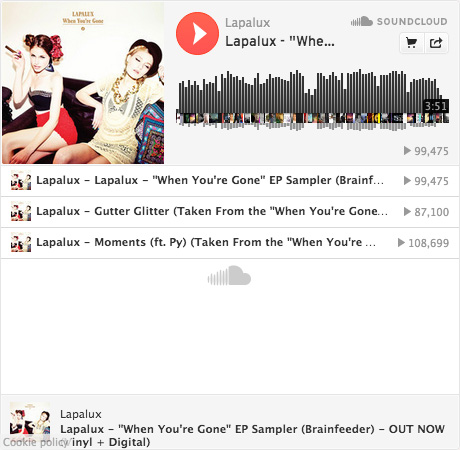 LAPALUX
When You're Gone
Lapalux
SOUNDCLOUD
Lapalux - "Whe...
3:51
99,475
Lapalux - Lapalux - "When You're Gone" EP Sampler (Brainf... 99,475
Lapalux - Gutter Glitter (Taken From the "When You're Gone... 87,100
Lapalux - Moments (ft. Py) (Taken From the "When You're ... 108,699
Lapalux
Lapalux - "When You're Gone" EP Sampler (Brainfeeder) - OUT NOW
Cookie policy inyl + Digital)